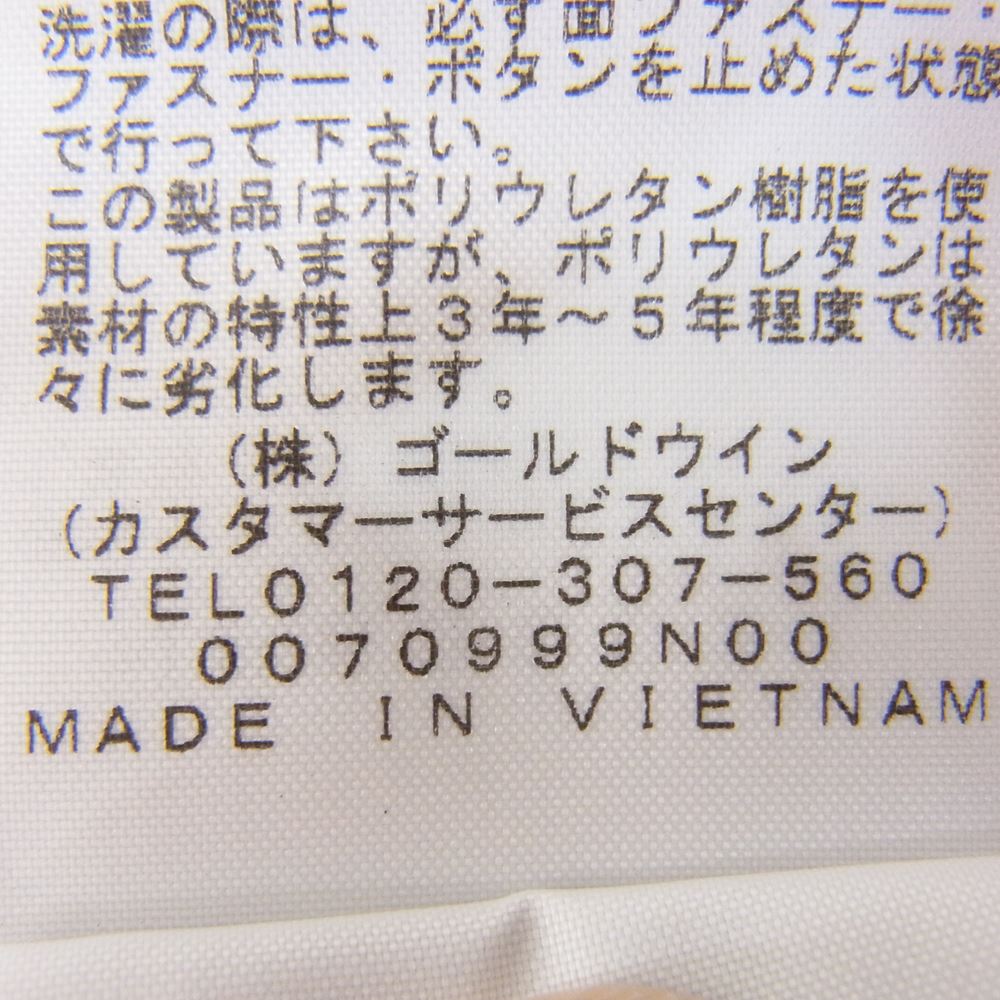 洗濯の際は、必ず面ファスナー・
ファスナー・ボタンを止めた状態
で行って下さい。
この製品はポリウレタン樹脂を使
用していますが、ポリウレタンは
素材の特性上3年～5年程度で徐
々に劣化します。
(株) ゴールドウイン
(カスタマーサービスセンター)
TEL0120-307-560
0070999N00
MADE IN VIETNAM